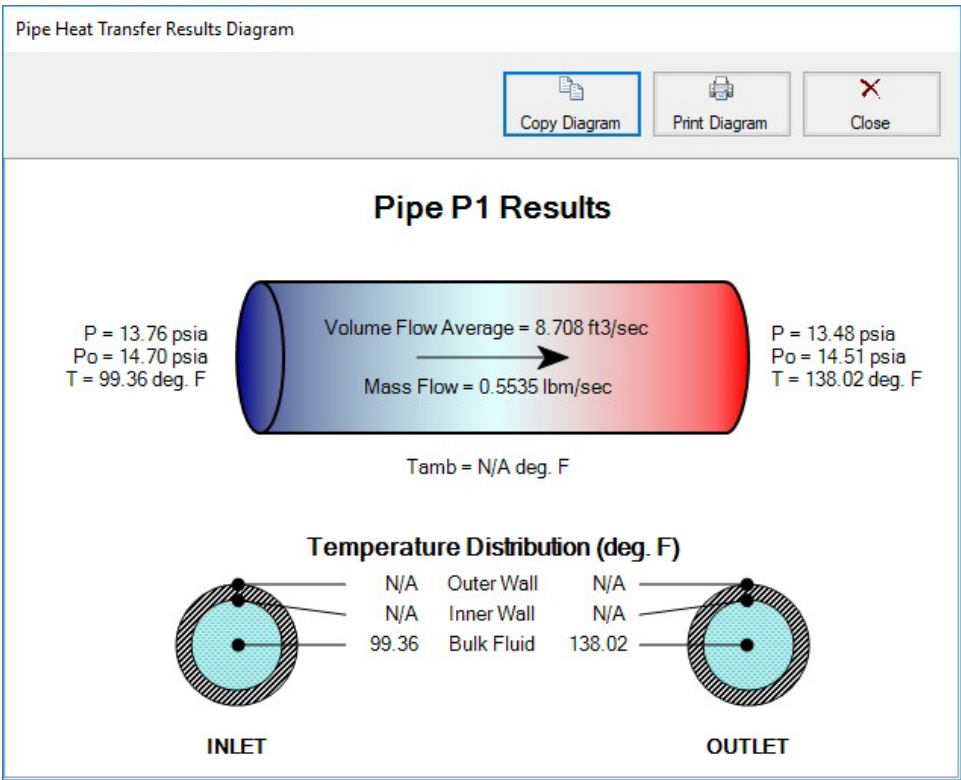 Pipe Heat Transfer Results Diagram
Copy Diagram
Print Diagram
Close
Pipe P1 Results
P = 13.76 psia
Po = 14.70 psia
T = 99.36 deg. F
Volume Flow Average = 8.708 ft3/sec
Mass Flow = 0.5535 lbm/sec
P = 13.48 psia
Po = 14.51 psia
T = 138.02 deg. F
Tamb = N/A deg. F
Temperature Distribution (deg. F)
N/A Outer Wall N/A
N/A Inner Wall N/A
99.36 Bulk Fluid 138.02
INLET
OUTLET